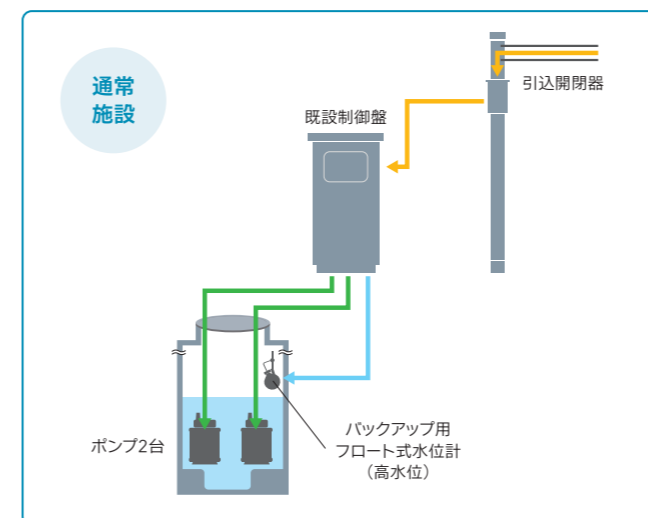 通常
施設
引込開閉器
既設制御盤
ポンプ2台
バックアップ用
フロート式水位計
(高水位)